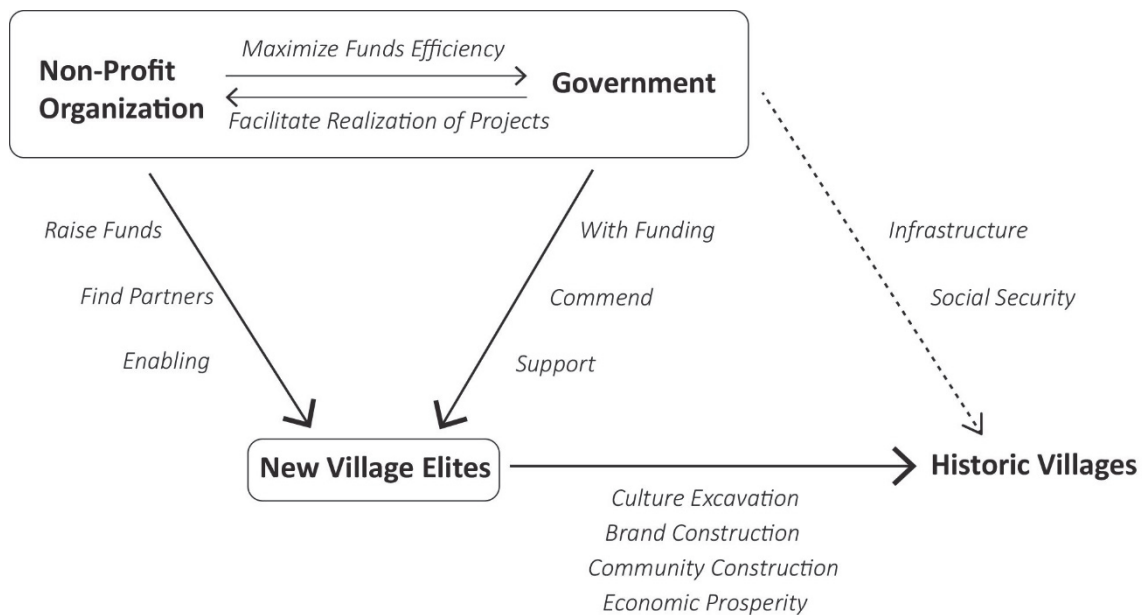 Maximize Funds Efficiency
Non-Profit
Organization
Government
Facilitate Realization of Projects
Raise Funds
With Funding
Infrastructure
Find Partners
Commend
Social Security
Enabling
Support
New Village Elites
Historic Villages
Culture Excavation
Brand Construction
Community Construction
Economic Prosperity